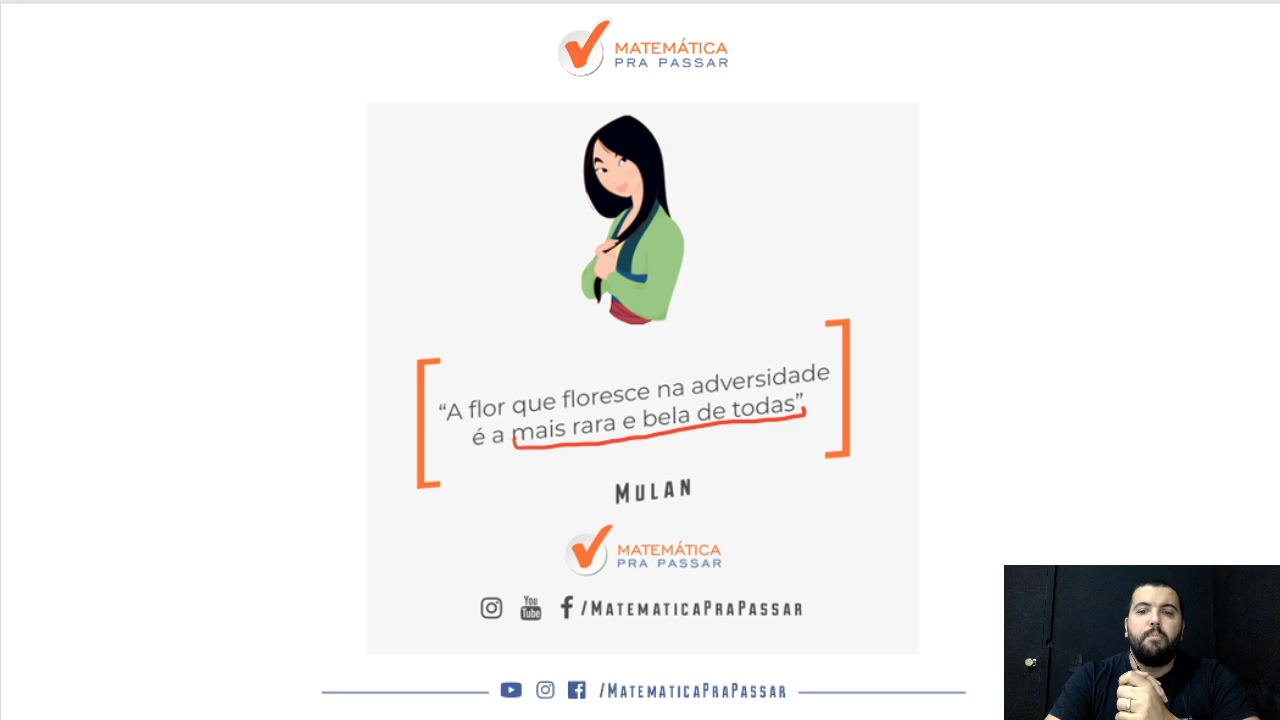 MATEMÁTICA
PRA PASSAR
“A flor que floresce na adversidade
é a mais rara e bela de todas”
MULAN
MATEMÁTICA
PRA PASSAR
You
Tube
/MATEMATICAPRAPASSAR
/MATEMATICAPRAPASSAR